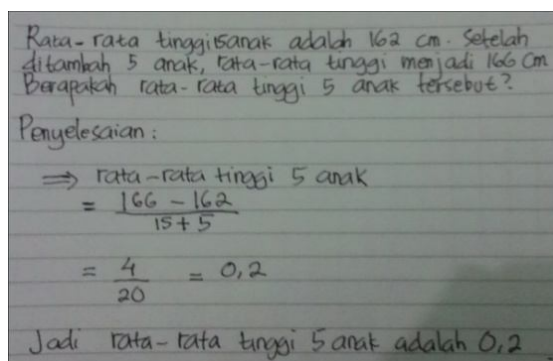 Rata-rata tinggi 15 anak adalah 162 cm. Setelah
ditambah 5 anak, rata-rata tinggi menjadi 166 cm
Berapakah rata-rata tinggi 5 anak tersebut?
Penyelesaian:
⇒ rata-rata tinggi 5 anak
= 166 - 162
15 + 5
= 4 = 0,2
20
Jadi rata-rata tinggi 5 anak adalah 0,2